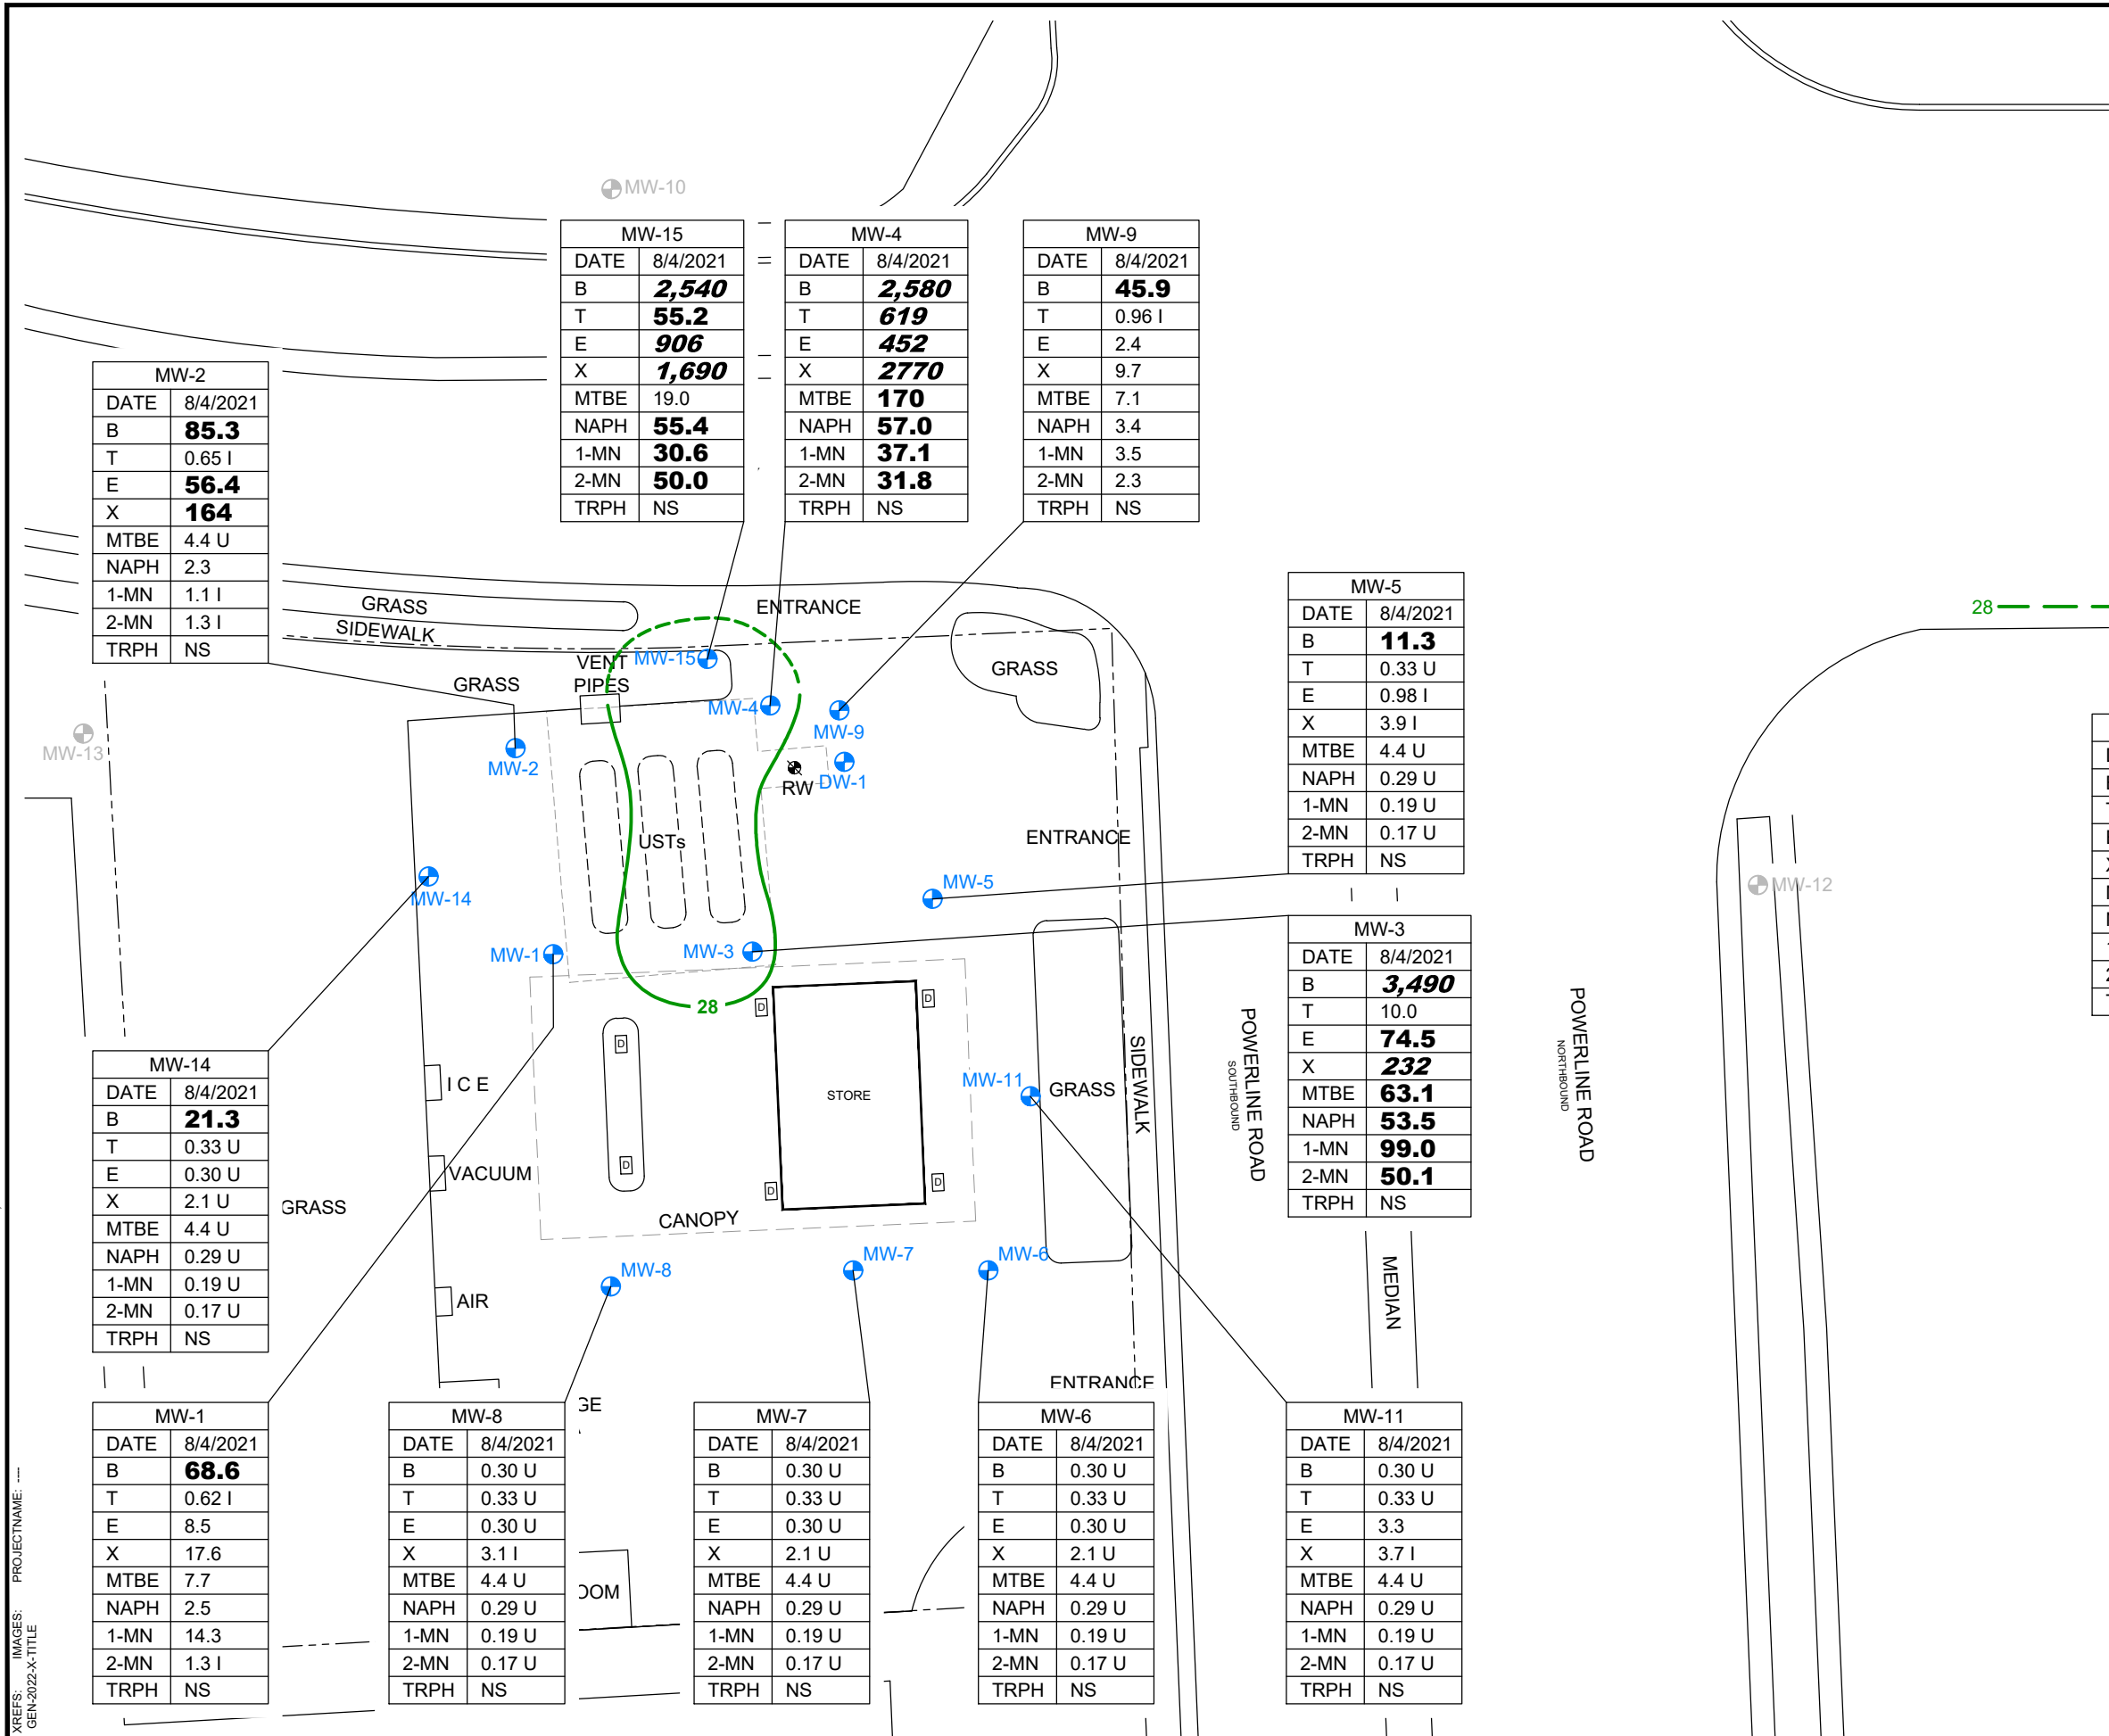 MW-10
MW-15
DATE 8/4/2021
B 2,540
T 55.2
E 906
X 1,690
MTBE 19.0
NAPH 55.4
1-MN 30.6
2-MN 50.0
TRPH NS
MW-4
DATE 8/4/2021
B 2,580
T 619
E 452
X 2770
MTBE 170
NAPH 57.0
1-MN 37.1
2-MN 31.8
TRPH NS
MW-9
DATE 8/4/2021
B 45.9
T 0.96 I
E 2.4
X 9.7
MTBE 7.1
NAPH 3.4
1-MN 3.5
2-MN 2.3
TRPH NS
MW-2
DATE 8/4/2021
B 85.3
T 0.65 I
E 56.4
X 164
MTBE 4.4 U
NAPH 2.3
1-MN 1.1 I
2-MN 1.3 I
TRPH NS
MW-5
DATE 8/4/2021
B 11.3
T 0.33 U
E 0.98 I
X 3.9 I
MTBE 4.4 U
NAPH 0.29 U
1-MN 0.19 U
2-MN 0.17 U
TRPH NS
28
GRASS
SIDEWALK
ENTRANCE
VENT
PIPES
MW-15
GRASS
GRASS
MW-4
MW-9
MW-13
MW-2
RW
DW-1
USTs
ENTRANCE
MW-14
MW-5
MW-12
MW-1
MW-3
28
MW-3
DATE 8/4/2021
B 3,490
T 10.0
E 74.5
X 232
MTBE 63.1
NAPH 53.5
1-MN 99.0
2-MN 50.1
TRPH NS
D
D
D
D
D
D
STORE
MW-11
GRASS
SIDEWALK
POWERLINE ROAD
SOUTHBOUND
POWERLINE ROAD
NORTHBOUND
MEDIAN
MW-14
DATE 8/4/2021
B 21.3
T 0.33 U
E 0.30 U
X 2.1 U
MTBE 4.4 U
NAPH 0.29 U
1-MN 0.19 U
2-MN 0.17 U
TRPH NS
I C E
VACUUM
GRASS
CANOPY
AIR
MW-8
MW-7
MW-6
ENTRANCE
GE
OOM
MW-1
DATE 8/4/2021
B 68.6
T 0.62 I
E 8.5
X 17.6
MTBE 7.7
NAPH 2.5
1-MN 14.3
2-MN 1.3 I
TRPH NS
MW-8
DATE 8/4/2021
B 0.30 U
T 0.33 U
E 0.30 U
X 3.1 I
MTBE 4.4 U
NAPH 0.29 U
1-MN 0.19 U
2-MN 0.17 U
TRPH NS
MW-7
DATE 8/4/2021
B 0.30 U
T 0.33 U
E 0.30 U
X 2.1 U
MTBE 4.4 U
NAPH 0.29 U
1-MN 0.19 U
2-MN 0.17 U
TRPH NS
MW-6
DATE 8/4/2021
B 0.30 U
T 0.33 U
E 0.30 U
X 2.1 U
MTBE 4.4 U
NAPH 0.29 U
1-MN 0.19 U
2-MN 0.17 U
TRPH NS
MW-11
DATE 8/4/2021
B 0.30 U
T 0.33 U
E 3.3
X 3.7 I
MTBE 4.4 U
NAPH 0.29 U
1-MN 0.19 U
2-MN 0.17 U
TRPH NS
XREFS: IMAGES: PROJECTNAME: ----
GEN-2022-X-TITLE